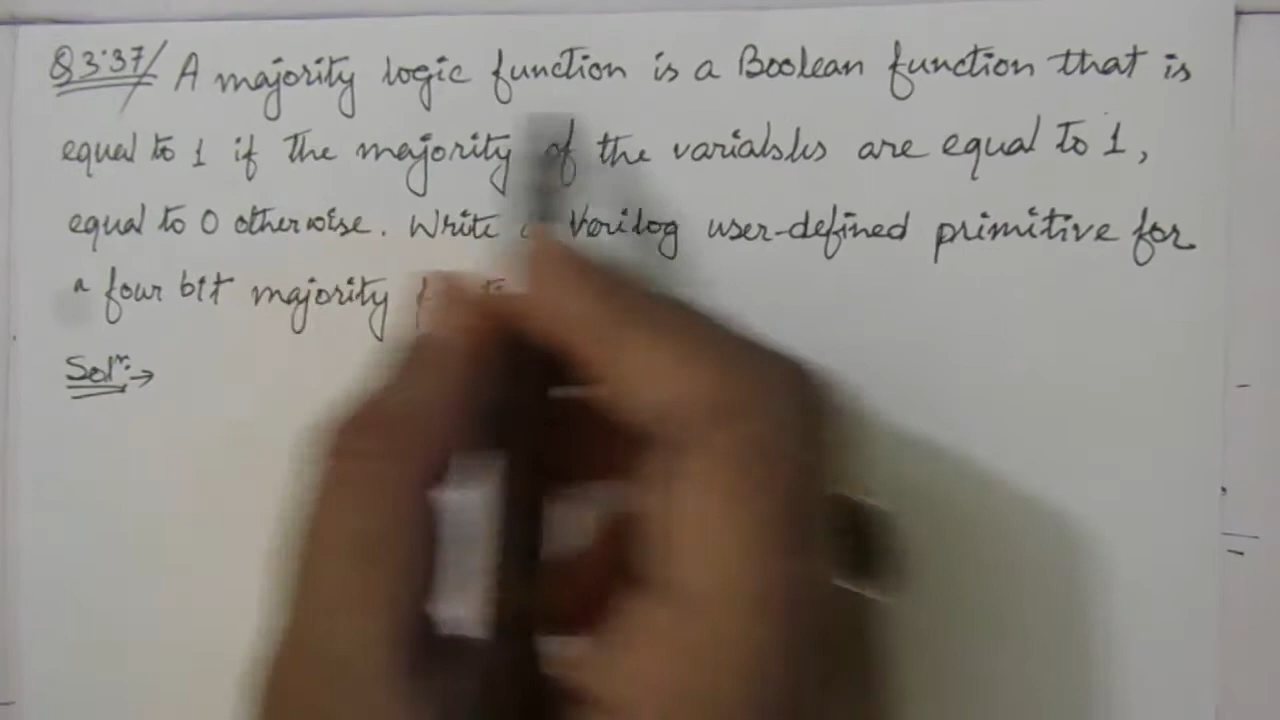 Q 3.37/ A majority logic function is a Boolean function that is
equal to 1 if the majority of the variables are equal to 1,
equal to 0 otherwise. Write Verilog user-defined primitive for
a four bit majority
Solⁿ:→